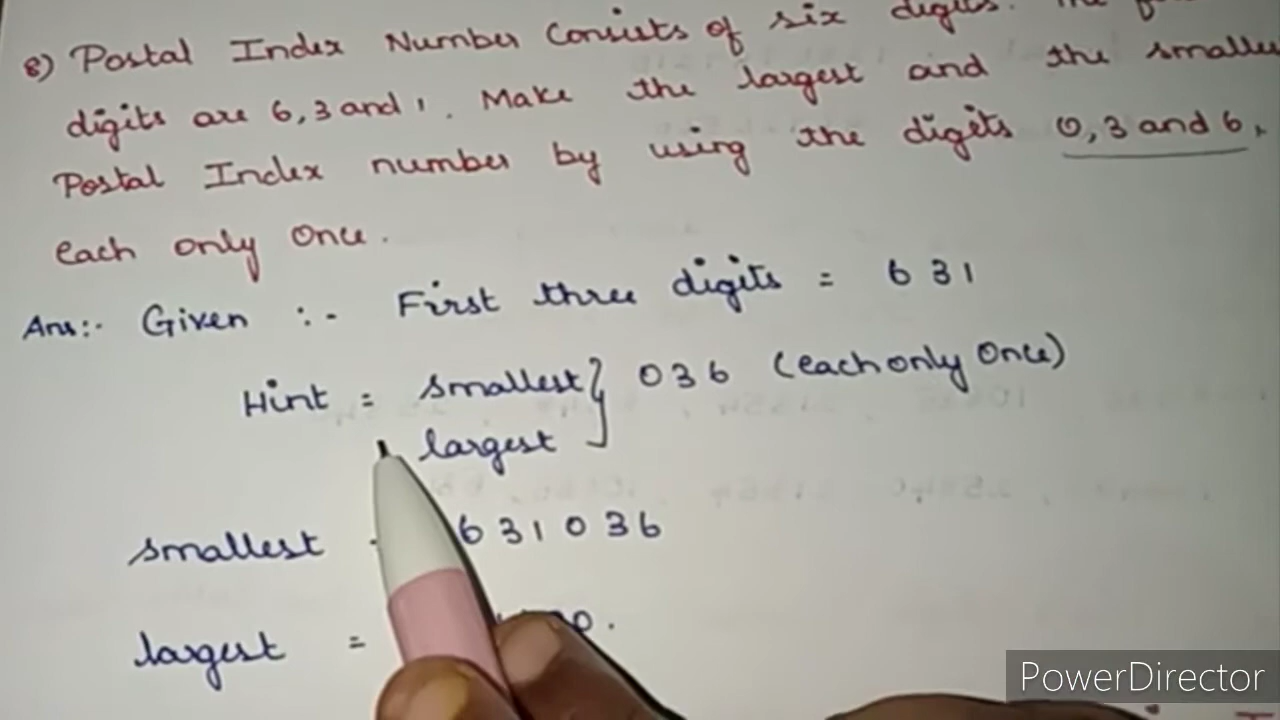 8) Postal Index Number Consists of six digits. The
digits are 6, 3 and 1. Make the largest and the smallest
Postal Index number by using the digits 0, 3 and 6,
each only once.
Ans:- Given :- First three digits = 6 3 1
Hint = smallest } 0 3 6 (each only Once)
largest
smallest 6 3 1 0 3 6
largest =
PowerDirector